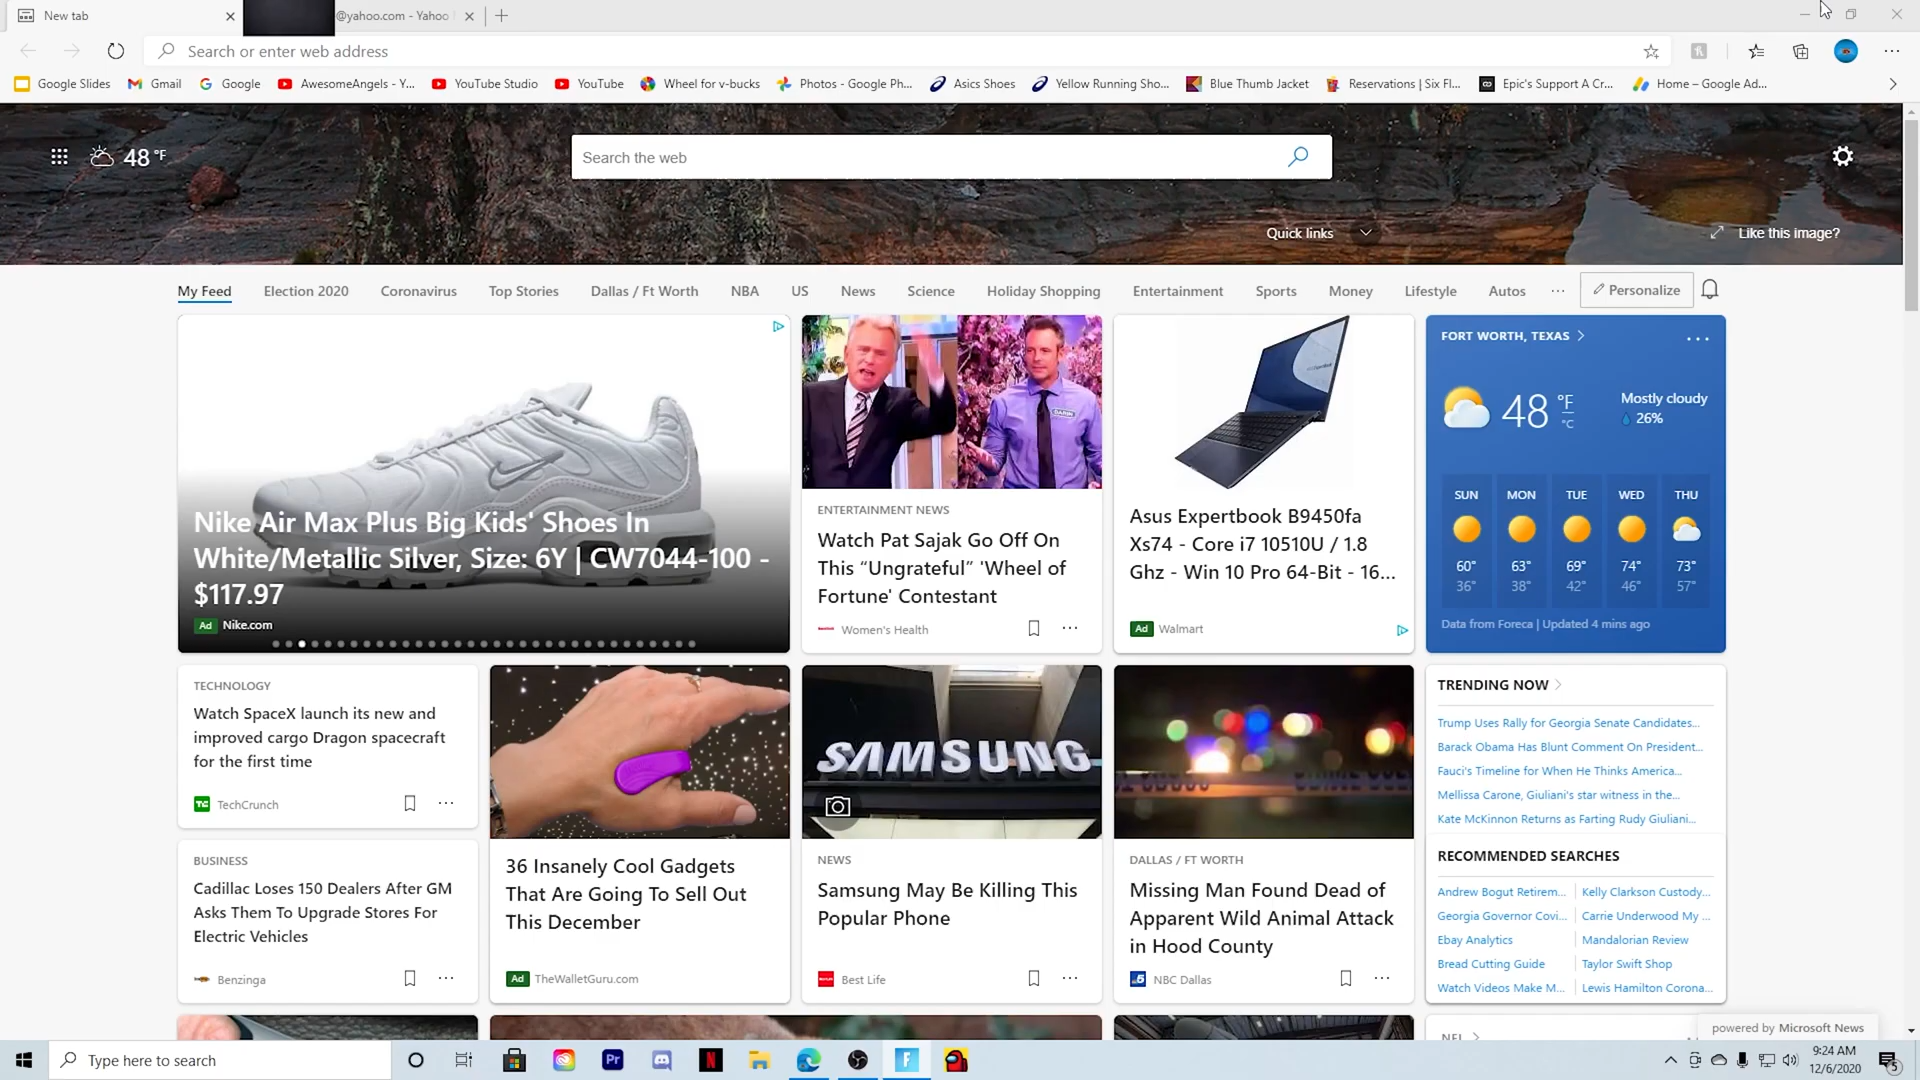 New tab
@yahoo.com - Yahoo
Search or enter web address
Google Slides
Gmail
Google
AwesomeAngels - Y...
YouTube Studio
YouTube
Wheel for v-bucks
Photos - Google Ph...
Asics Shoes
Yellow Running Sho...
Blue Thumb Jacket
Reservations | Six Fl...
Epic's Support A Cr...
Home – Google Ad...
48 °F
Search the web
Quick links
Like this image?
My Feed
Election 2020
Coronavirus
Top Stories
Dallas / Ft Worth
NBA
US
News
Science
Holiday Shopping
Entertainment
Sports
Money
Lifestyle
Autos
Personalize
Nike Air Max Plus Big Kids' Shoes In
White/Metallic Silver, Size: 6Y | CW7044-100 -
$117.97
Ad Nike.com
DARIN
ENTERTAINMENT NEWS
Watch Pat Sajak Go Off On
This “Ungrateful” 'Wheel of
Fortune' Contestant
Women's Health
Asus Expertbook B9450fa
Xs74 - Core i7 10510U / 1.8
Ghz - Win 10 Pro 64-Bit - 16...
Ad Walmart
FORT WORTH, TEXAS
48 °F °C
Mostly cloudy
26%
SUN MON TUE WED THU
60° 63° 69° 74° 73°
36° 38° 42° 46° 57°
Data from Foreca | Updated 4 mins ago
TECHNOLOGY
Watch SpaceX launch its new and
improved cargo Dragon spacecraft
for the first time
TechCrunch
BUSINESS
Cadillac Loses 150 Dealers After GM
Asks Them To Upgrade Stores For
Electric Vehicles
Benzinga
36 Insanely Cool Gadgets
That Are Going To Sell Out
This December
Ad TheWalletGuru.com
SAMSUNG
NEWS
Samsung May Be Killing This
Popular Phone
Best Life
DALLAS / FT WORTH
Missing Man Found Dead of
Apparent Wild Animal Attack
in Hood County
NBC Dallas
TRENDING NOW
Trump Uses Rally for Georgia Senate Candidates...
Barack Obama Has Blunt Comment On President...
Fauci's Timeline for When He Thinks America...
Mellissa Carone, Giuliani's star witness in the...
Kate McKinnon Returns as Farting Rudy Giuliani...
RECOMMENDED SEARCHES
Andrew Bogut Retirem... Kelly Clarkson Custody...
Georgia Governor Covi... Carrie Underwood My ...
Ebay Analytics Mandalorian Review
Bread Cutting Guide Taylor Swift Shop
Watch Videos Make M... Lewis Hamilton Corona...
NFL
powered by Microsoft News
Type here to search
9:24 AM
12/6/2020
5